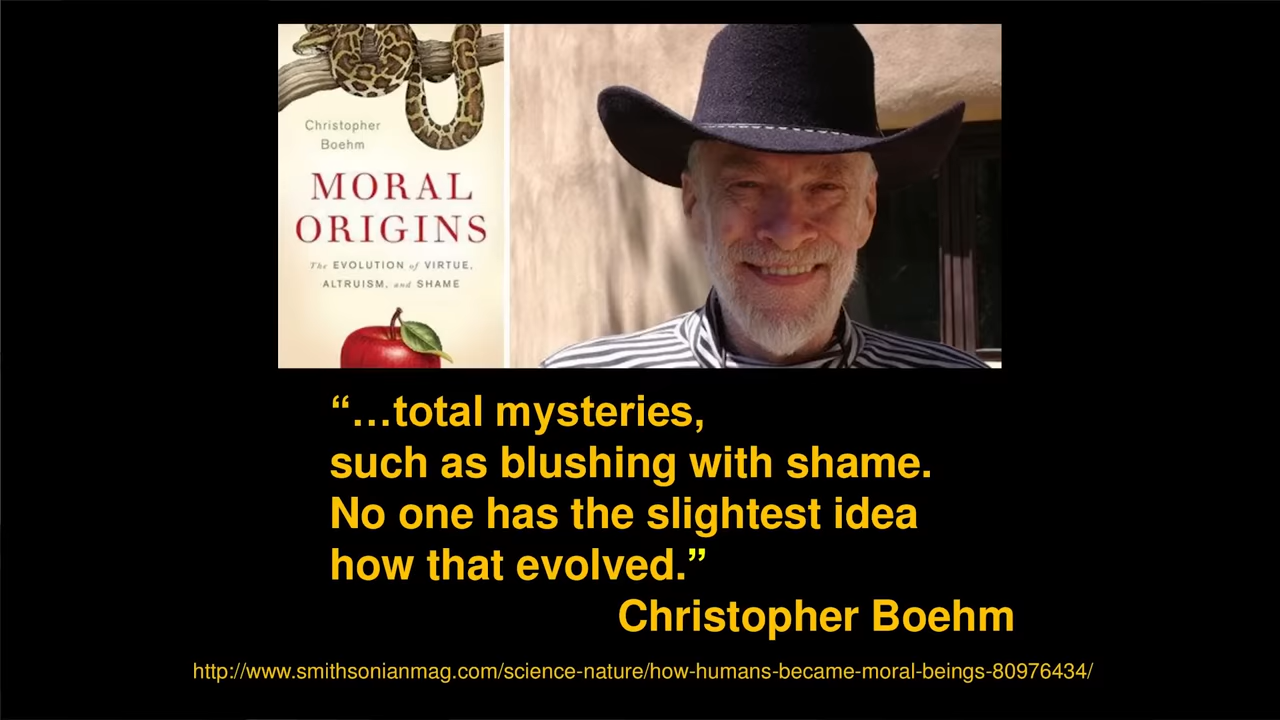 Christopher
Boehm
MORAL
ORIGINS
The EVOLUTION of VIRTUE,
ALTRUISM, and SHAME
“…total mysteries,
such as blushing with shame.
No one has the slightest idea
how that evolved.”
Christopher Boehm
http://www.smithsonianmag.com/science-nature/how-humans-became-moral-beings-80976434/